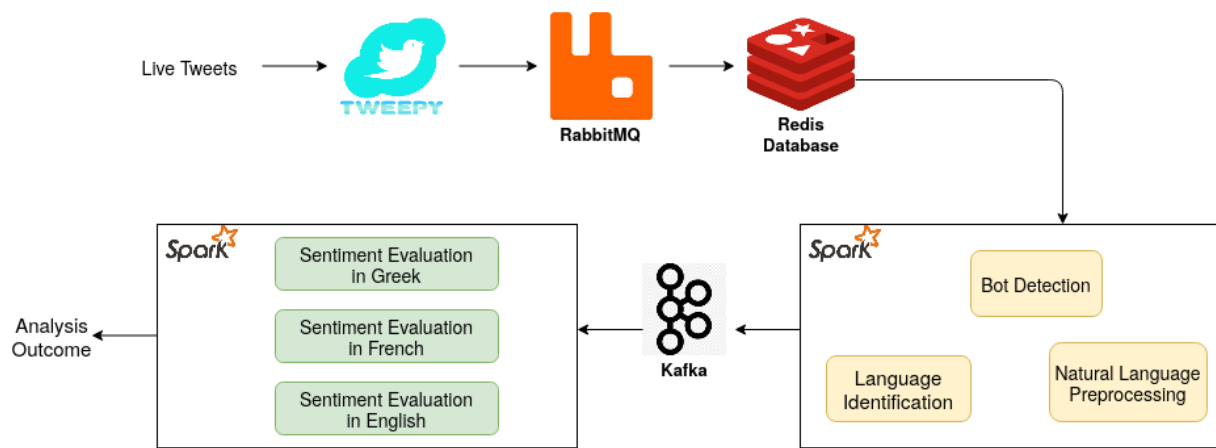 Live Tweets
TWEEPY
RabbitMQ
Redis
Database
Spark
Sentiment Evaluation
in Greek
Sentiment Evaluation
in French
Sentiment Evaluation
in English
Analysis
Outcome
Kafka
Spark
Bot Detection
Language
Identification
Natural Language
Preprocessing